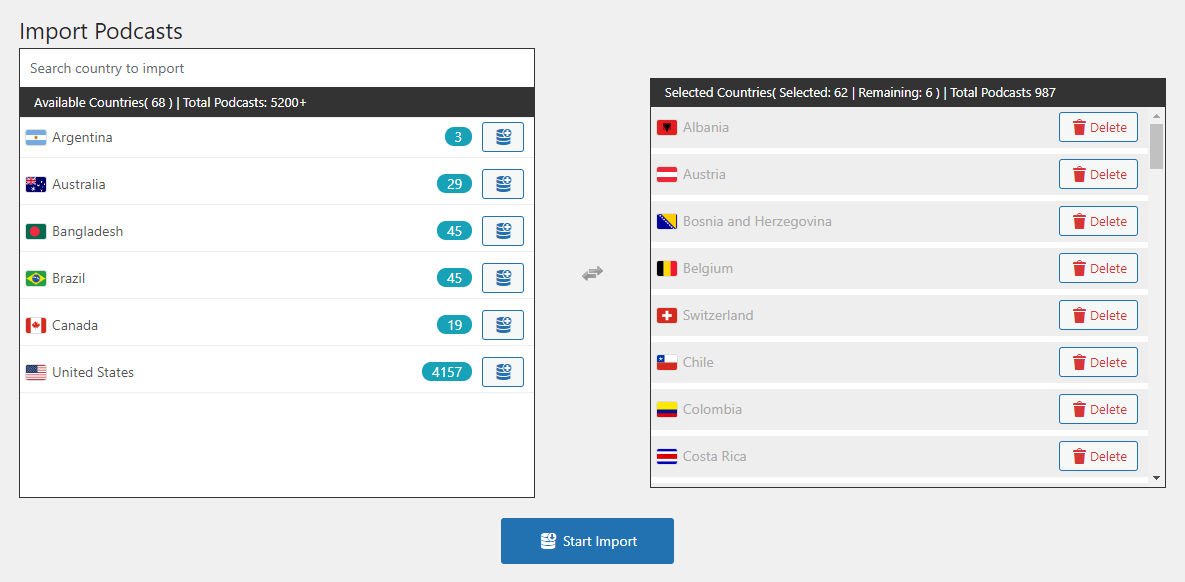 Import Podcasts
Search country to import
Available Countries( 68 ) | Total Podcasts: 5200+
Argentina 3
Australia 29
Bangladesh 45
Brazil 45
Canada 19
United States 4157
Selected Countries( Selected: 62 | Remaining: 6 ) | Total Podcasts 987
Albania Delete
Austria Delete
Bosnia and Herzegovina Delete
Belgium Delete
Switzerland Delete
Chile Delete
Colombia Delete
Costa Rica Delete
Start Import